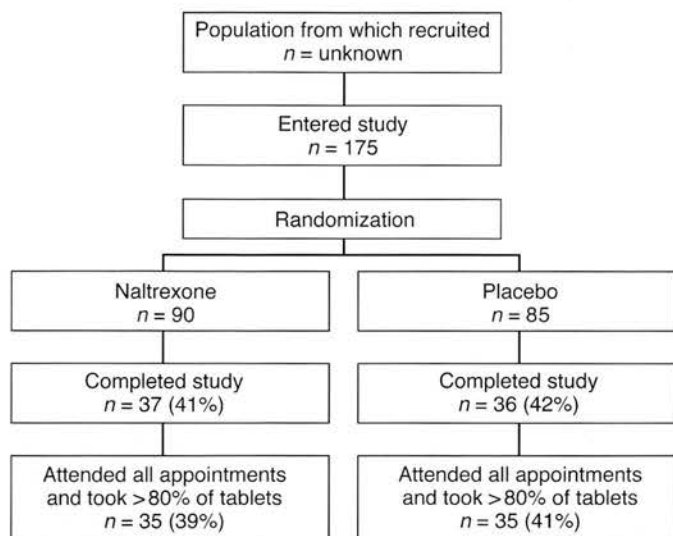 Population from which recruited
n = unknown
Entered study
n = 175
Randomization
Naltrexone
n = 90
Placebo
n = 85
Completed study
n = 37 (41%)
Completed study
n = 36 (42%)
Attended all appointments
and took >80% of tablets
n = 35 (39%)
Attended all appointments
and took >80% of tablets
n = 35 (41%)